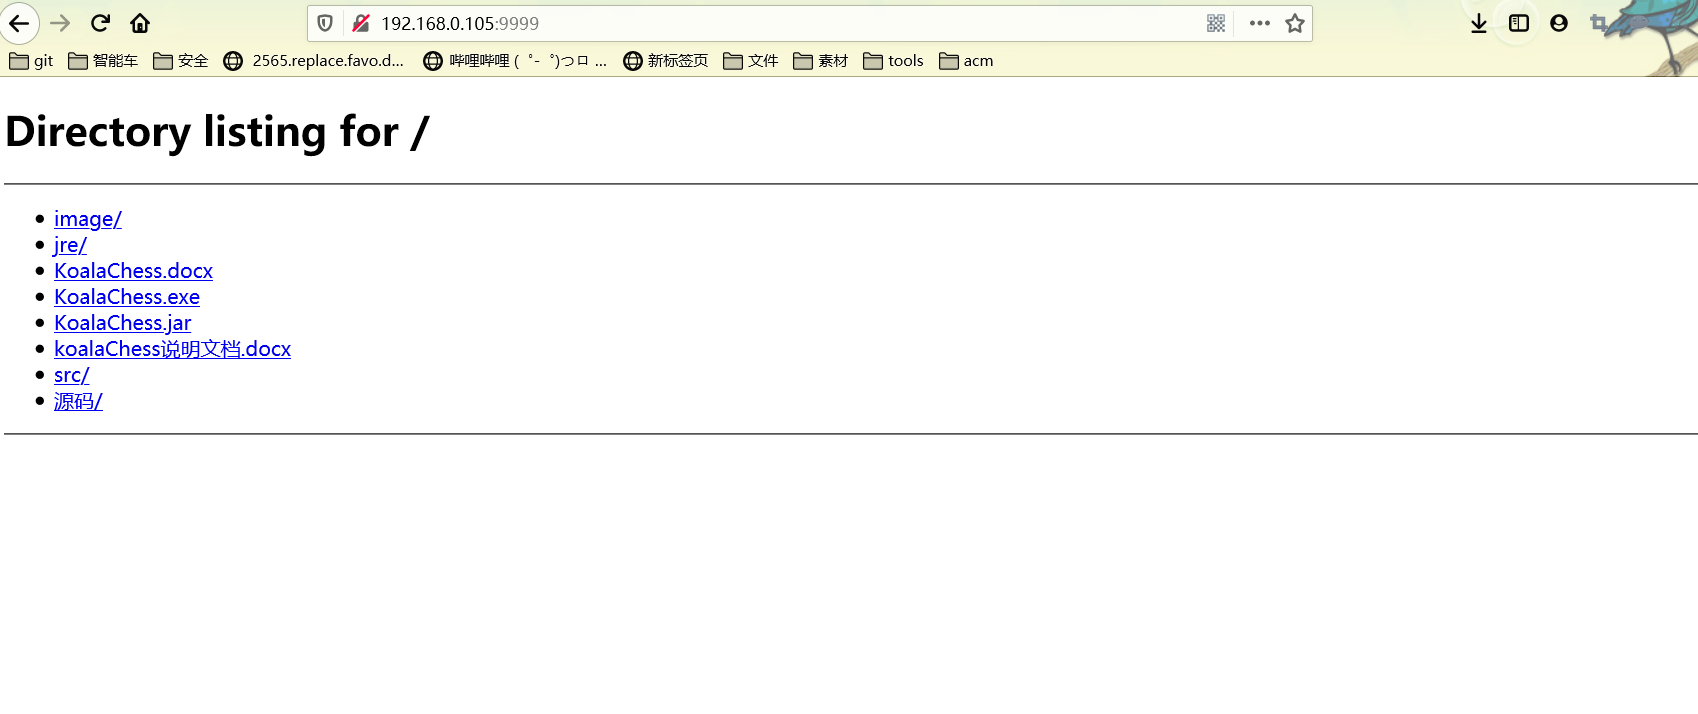 192.168.0.105:9999
git 智能车 安全 2565.replace.favo.d... 哔哩哔哩 ( ゜- ゜)つロ ... 新标签页 文件 素材 tools acm
Directory listing for /
image/
jre/
KoalaChess.docx
KoalaChess.exe
KoalaChess.jar
koalaChess说明文档.docx
src/
源码/